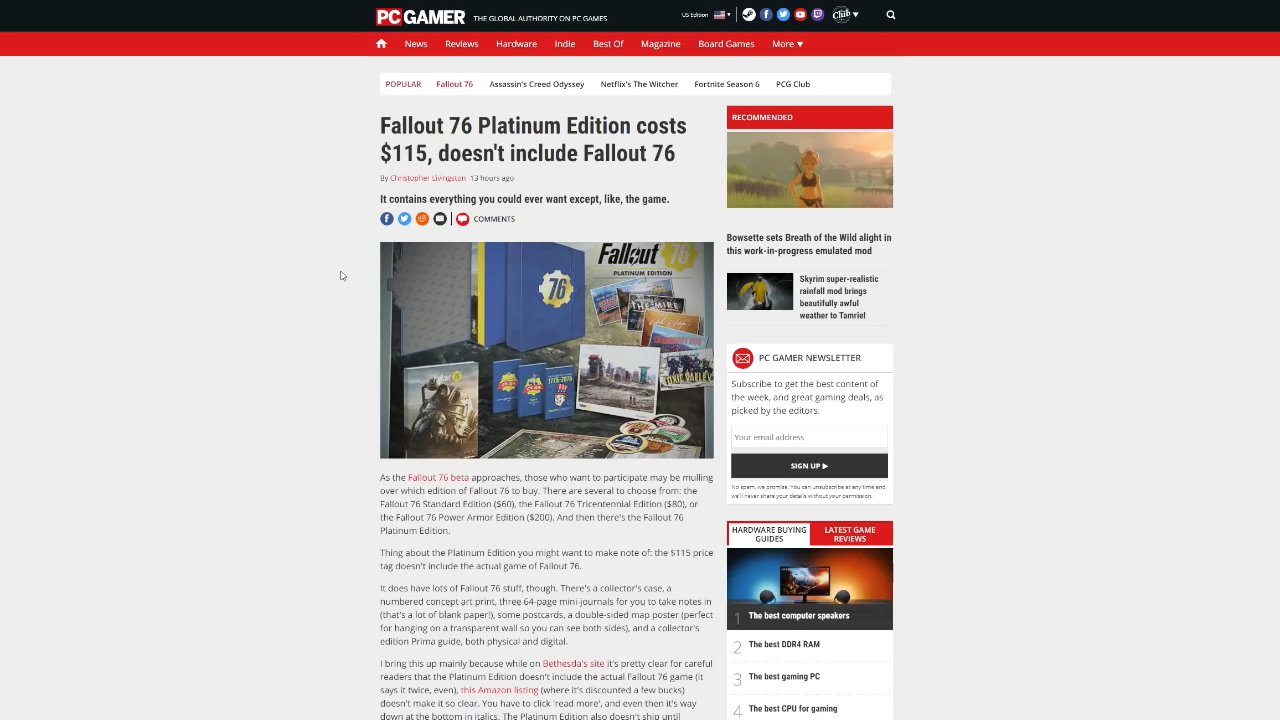 PC GAMER THE GLOBAL AUTHORITY ON PC GAMES
US Edition
Club
News Reviews Hardware Indie Best Of Magazine Board Games More
POPULAR Fallout 76 Assassin's Creed Odyssey Netflix's The Witcher Fortnite Season 6 PCG Club
Fallout 76 Platinum Edition costs
$115, doesn't include Fallout 76
By Christopher Livingston 13 hours ago
It contains everything you could ever want except, like, the game.
COMMENTS
Fallout 76
PLATINUM EDITION
76
THE MIRE
TOXIC VALLEY
1776-2076
As the Fallout 76 beta approaches, those who want to participate may be mulling
over which edition of Fallout 76 to buy. There are several to choose from: the
Fallout 76 Standard Edition ($60), the Fallout 76 Tricentennial Edition ($80), or
the Fallout 76 Power Armor Edition ($200). And then there's the Fallout 76
Platinum Edition.
Thing about the Platinum Edition you might want to make note of: the $115 price
tag doesn't include the actual game of Fallout 76.
It does have lots of Fallout 76 stuff, though. There's a collector's case, a
numbered concept art print, three 64-page mini-journals for you to take notes in
(that's a lot of blank paper!), some postcards, a double-sided map poster (perfect
for hanging on a transparent wall so you can see both sides), and a collector's
edition Prima guide, both physical and digital.
I bring this up mainly because while on Bethesda's site it's pretty clear for careful
readers that the Platinum Edition doesn't include the actual Fallout 76 game (it
says it twice, even), this Amazon listing (where it's discounted a few bucks)
doesn't make it so clear. You have to click 'read more', and even then it's way
down at the bottom in italics. The Platinum Edition also doesn't ship until
RECOMMENDED
Bowsette sets Breath of the Wild alight in
this work-in-progress emulated mod
Skyrim super-realistic
rainfall mod brings
beautifully awful
weather to Tamriel
PC GAMER NEWSLETTER
Subscribe to get the best content of
the week, and great gaming deals, as
picked by the editors.
Your email address
SIGN UP
No spam, we promise. You can unsubscribe at any time and
we'll never share your details without your permission.
HARDWARE BUYING
GUIDES
LATEST GAME
REVIEWS
1 The best computer speakers
2 The best DDR4 RAM
3 The best gaming PC
4 The best CPU for gaming